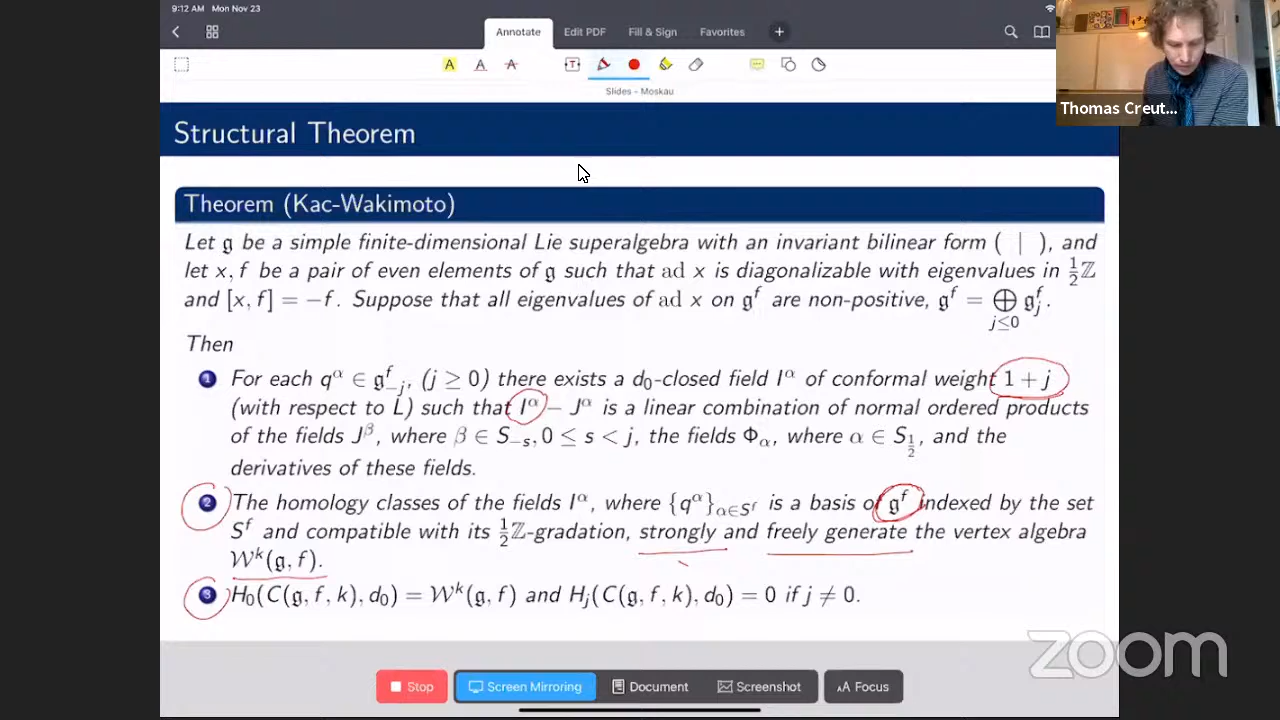 9:12 AM Mon Nov 23
Annotate Edit PDF Fill & Sign Favorites +
A A A T
Slides - Moskau
Thomas Creut...
Structural Theorem
Theorem (Kac-Wakimoto)
Let 𝔤 be a simple finite-dimensional Lie superalgebra with an invariant bilinear form ( | ), and
let x, f be a pair of even elements of 𝔤 such that ad x is diagonalizable with eigenvalues in ½ℤ
and [x, f] = −f. Suppose that all eigenvalues of ad x on 𝔤^f are non-positive, 𝔤^f = ⊕_{j≤0} 𝔤_j^f.
Then
1 For each q^α ∈ 𝔤_{−j}^f, (j ≥ 0) there exists a d₀-closed field I^α of conformal weight 1 + j
(with respect to L) such that I^α − J^α is a linear combination of normal ordered products
of the fields J^β, where β ∈ S_{−s}, 0 ≤ s < j, the fields Φ_α, where α ∈ S_{½}, and the
derivatives of these fields.
2 The homology classes of the fields I^α, where {q^α}_{α∈S^f} is a basis of 𝔤^f indexed by the set
S^f and compatible with its ½ℤ-gradation, strongly and freely generate the vertex algebra
𝒲^k(𝔤, f).
3 H₀(C(𝔤, f, k), d₀) = 𝒲^k(𝔤, f) and H_j(C(𝔤, f, k), d₀) = 0 if j ≠ 0.
zoom
Stop Screen Mirroring Document Screenshot A Focus